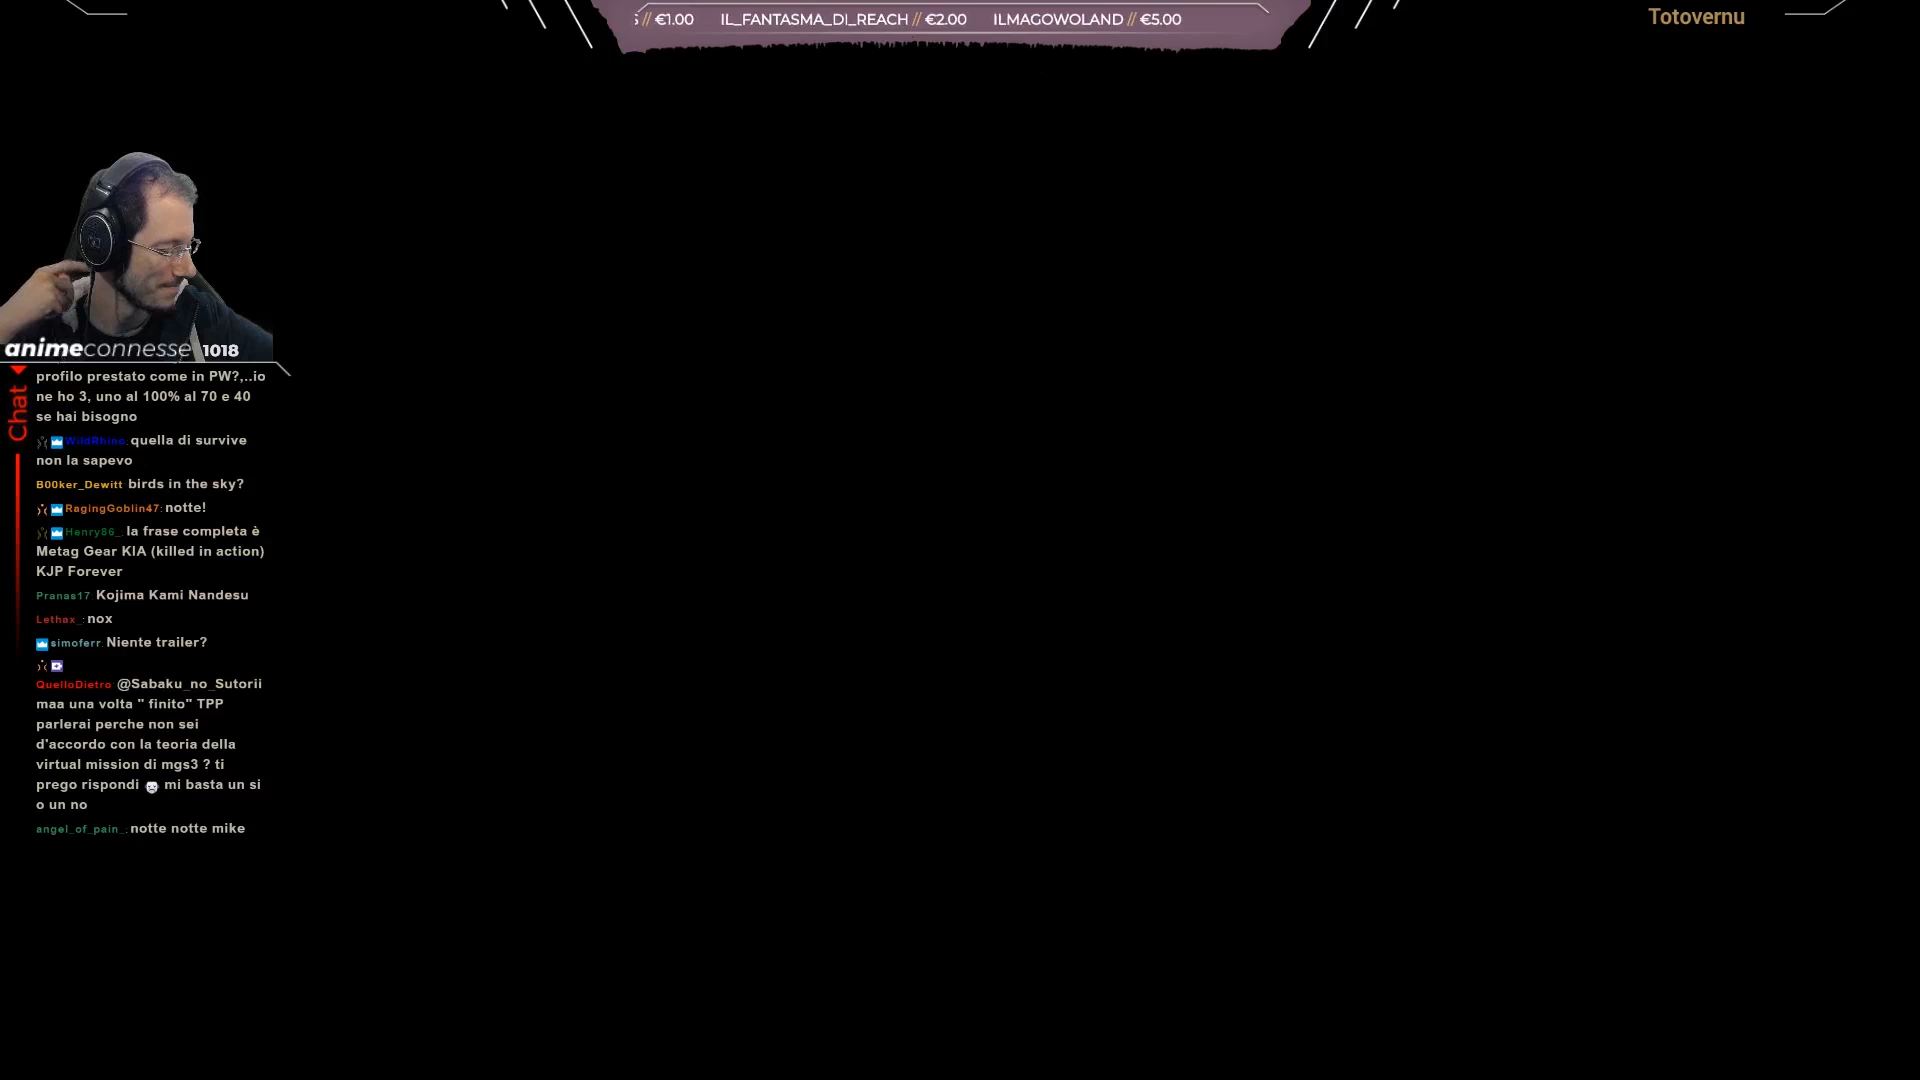 // €1.00 IL_FANTASMA_DI_REACH // €2.00 ILMAGOWOLAND // €5.00
Totovernu
animeconnesse 1018
Chat
profilo prestato come in PW?,..io
ne ho 3, uno al 100% al 70 e 40
se hai bisogno
WildRhino: quella di survive
non la sapevo
B00ker_Dewitt birds in the sky?
RagingGoblin47: notte!
Henry86_: la frase completa è
Metag Gear KIA (killed in action)
KJP Forever
Pranas17 Kojima Kami Nandesu
Lethax_: nox
simoferr: Niente trailer?
QuelloDietro @Sabaku_no_Sutorii
maa una volta " finito" TPP
parlerai perche non sei
d'accordo con la teoria della
virtual mission di mgs3 ? ti
prego rispondi mi basta un si
o un no
angel_of_pain_: notte notte mike